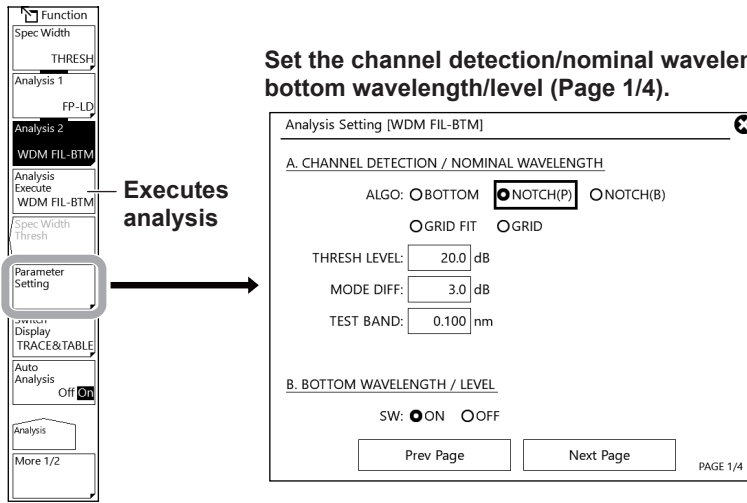 Function
Spec Width
THRESH
Analysis 1
FP-LD
Analysis 2
WDM FIL-BTM
Analysis
Execute
WDM FIL-BTM
Spec Width
Thresh
Parameter
Setting
Switch
Display
TRACE&TABLE
Auto
Analysis
Off On
Analysis
More 1/2
Executes
analysis
Set the channel detection/nominal
bottom wavelength/level (Page 1/4).
Analysis Setting [WDM FIL-BTM]
A. CHANNEL DETECTION / NOMINAL WAVELENGTH
ALGO: BOTTOM NOTCH(P) NOTCH(B)
GRID FIT GRID
THRESH LEVEL: 20.0 dB
MODE DIFF: 3.0 dB
TEST BAND: 0.100 nm
B. BOTTOM WAVELENGTH / LEVEL
SW: ON OFF
Prev Page Next Page
PAGE 1/4